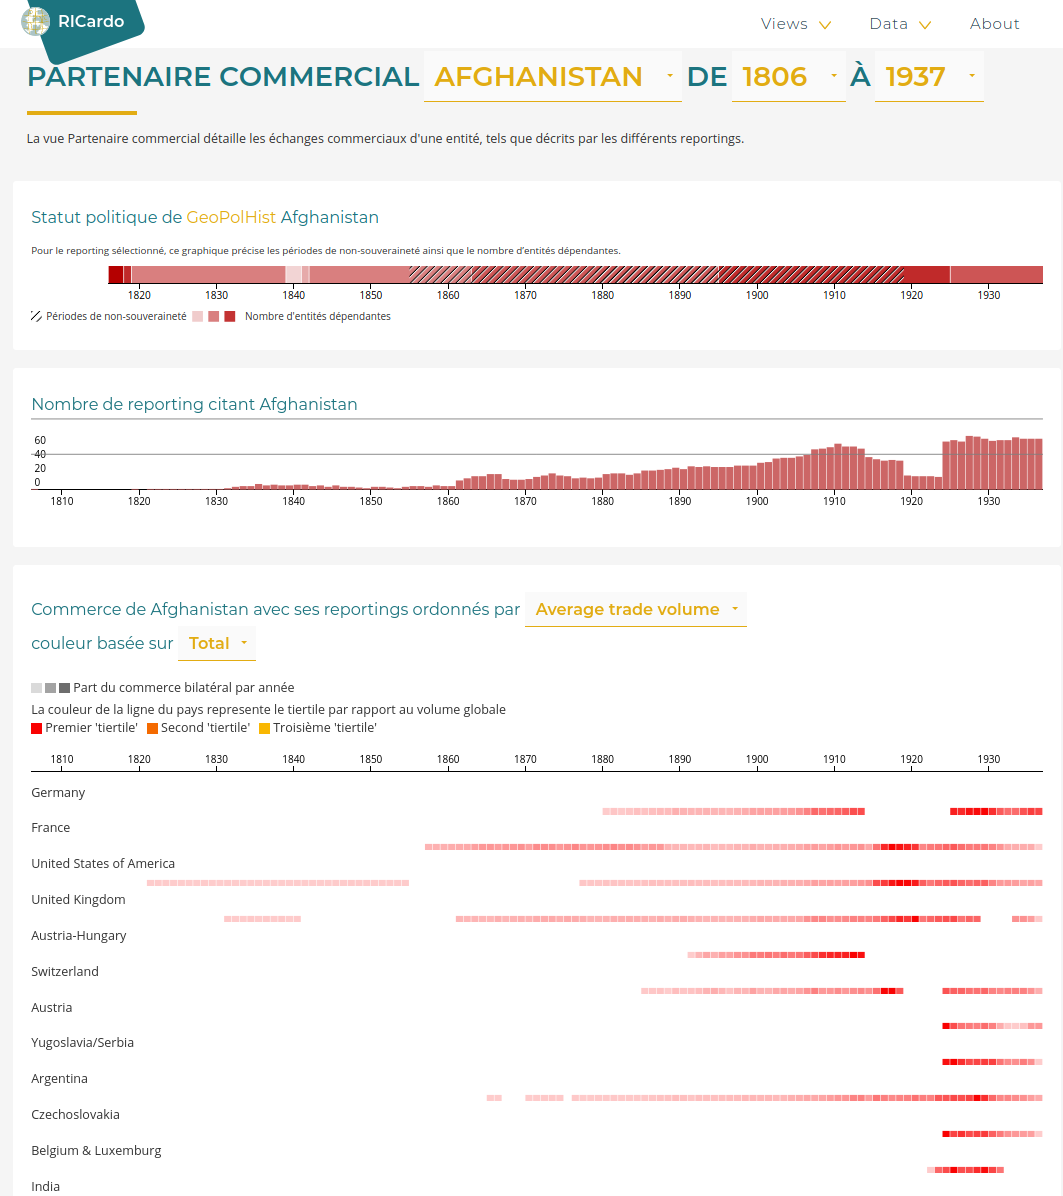 RICardo
Views Data About
PARTENAIRE COMMERCIAL AFGHANISTAN DE 1806 À 1937
La vue Partenaire commercial détaille les échanges commerciaux d'une entité, tels que décrits par les différents reportings.
Statut politique de GeoPolHist Afghanistan
Pour le reporting sélectionné, ce graphique précise les périodes de non-souveraineté ainsi que le nombre d'entités dépendantes.
1820 1830 1840 1850 1860 1870 1880 1890 1900 1910 1920 1930
Périodes de non-souveraineté Nombre d'entités dépendantes
Nombre de reporting citant Afghanistan
60
40
20
0
1810 1820 1830 1840 1850 1860 1870 1880 1890 1900 1910 1920 1930
Commerce de Afghanistan avec ses reportings ordonnés par Average trade volume
couleur basée sur Total
Part du commerce bilatéral par année
La couleur de la ligne du pays represente le tiertile par rapport au volume globale
Premier 'tiertile' Second 'tiertile' Troisième 'tiertile'
1810 1820 1830 1840 1850 1860 1870 1880 1890 1900 1910 1920 1930
Germany
France
United States of America
United Kingdom
Austria-Hungary
Switzerland
Austria
Yugoslavia/Serbia
Argentina
Czechoslovakia
Belgium & Luxemburg
India